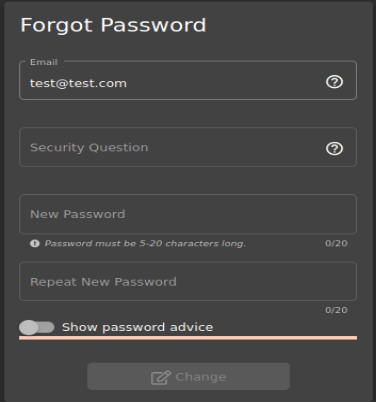 Forgot Password
Email
test@test.com
Security Question
New Password
Password must be 5-20 characters long. 0/20
Repeat New Password
0/20
Show password advice
Change